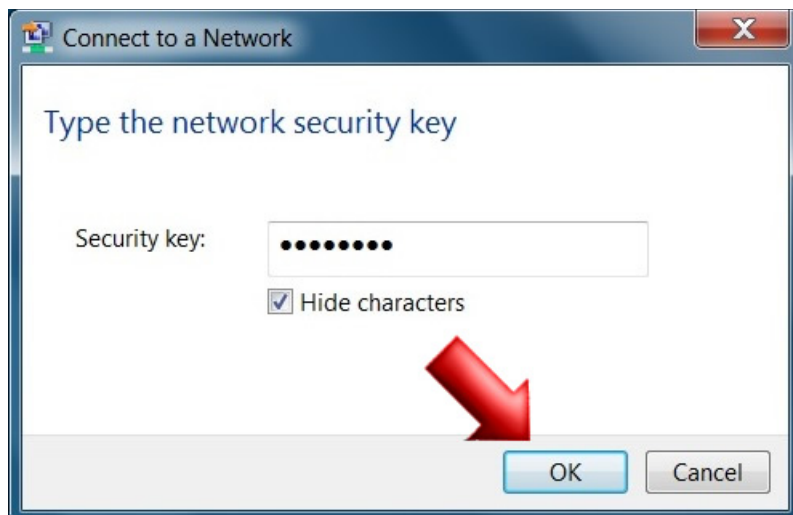 Connect to a Network
Type the network security key
Security key: ••••••••
Hide characters
OK Cancel